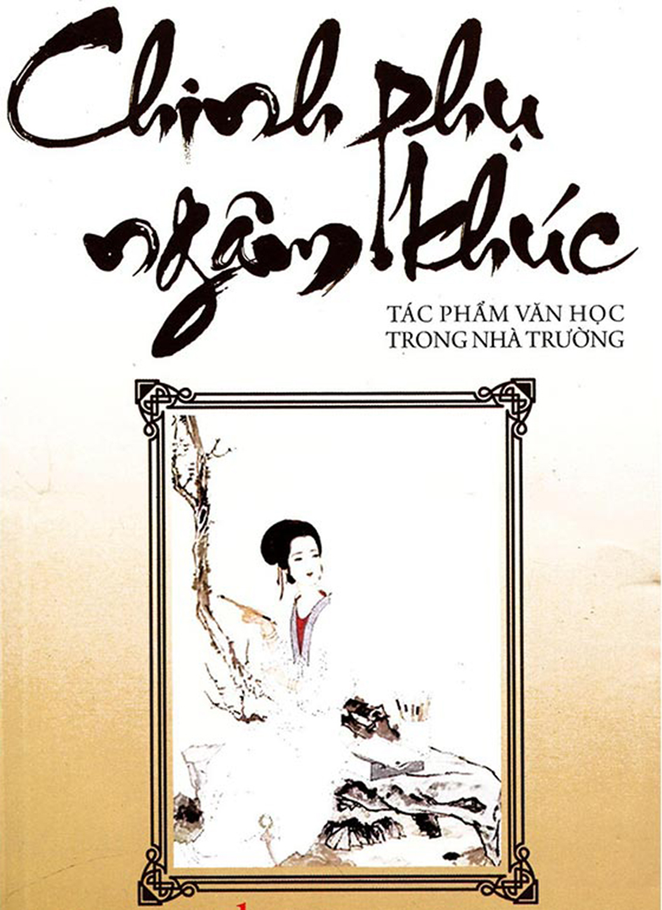 Chinh phụ
ngâm khúc
TÁC PHẨM VĂN HỌC
TRONG NHÀ TRƯỜNG